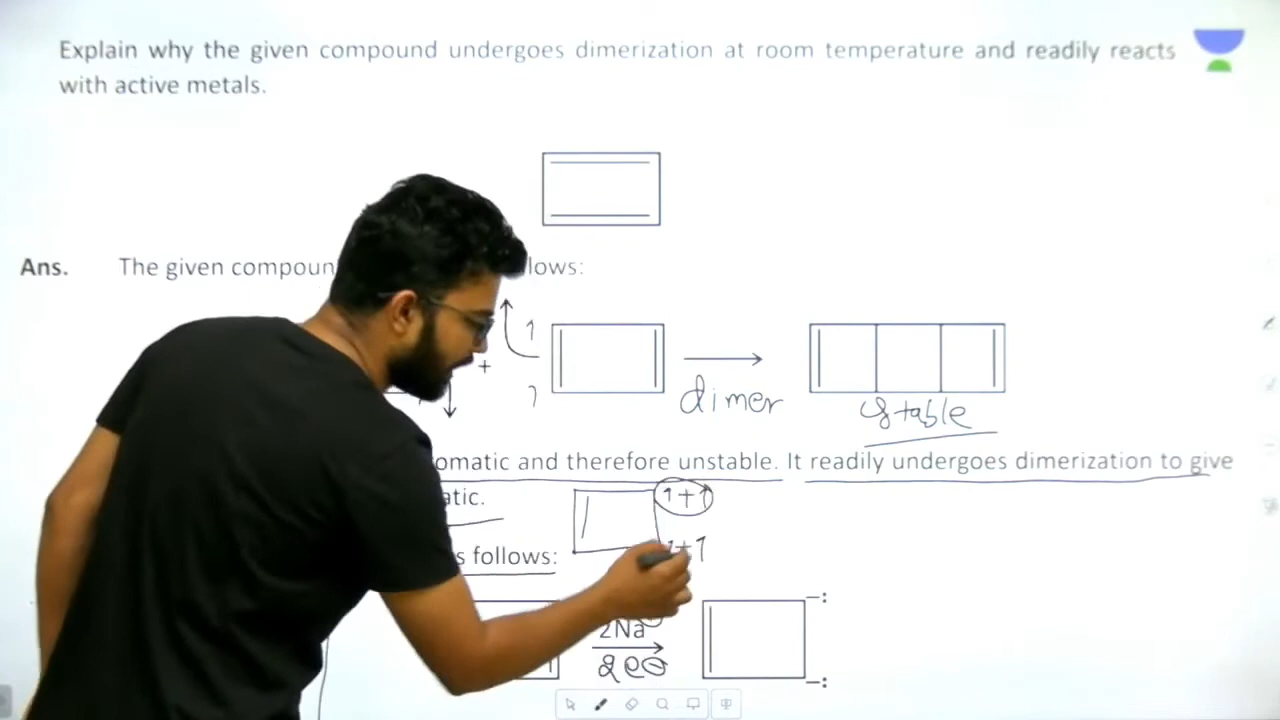 Explain why the given compound undergoes dimerization at room temperature and readily reacts
with active metals.
Ans. The given compoun lows:
1
+
1
dimer
stable
omatic and therefore unstable. It readily undergoes dimerization to give
atic.
1+1
1+1
s follows:
2Na
2e⊖
–:
–: